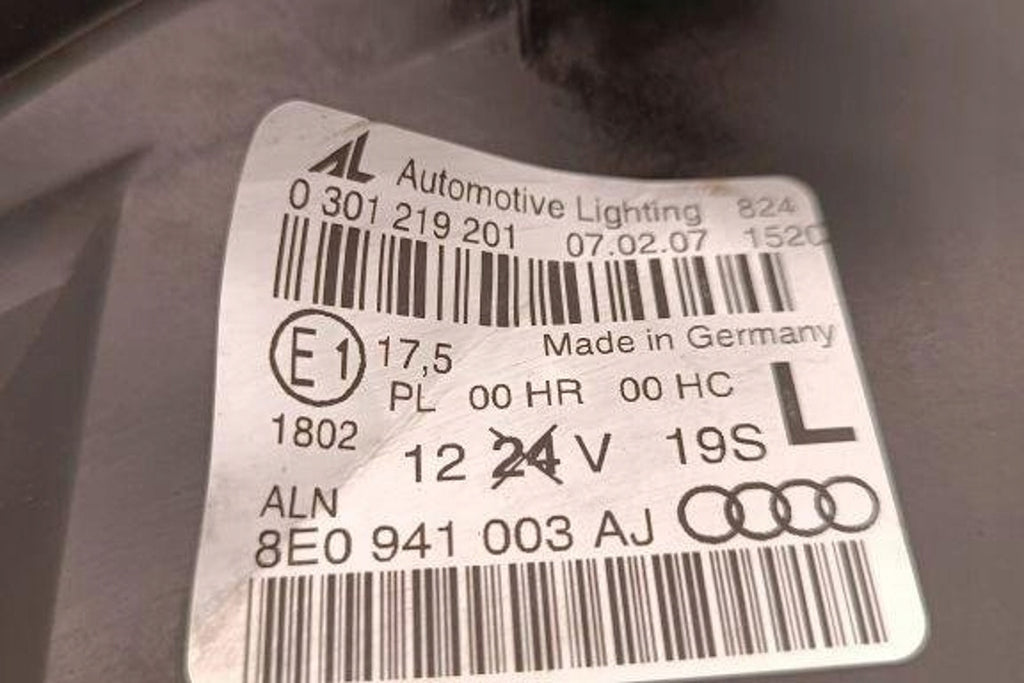 AL Automotive Lighting 824
0 301 219 201 07.02.07 1520
Made in Germany
E1 17,5
PL 00 HR 00 HC L
1802
12 24 V 19S
ALN
8E0 941 003 AJ